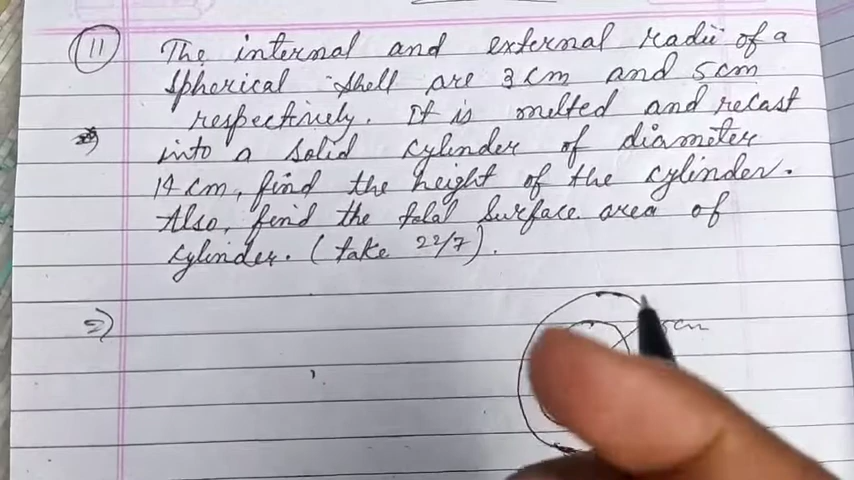 11 The internal and external radii of a
spherical shell are 3 cm and 5cm
respectively. It is melted and recast
into a solid cylinder of diameter
14 cm, find the height of the cylinder.
Also, find the total surface area of
cylinder. (take 22/7).
=)
cm